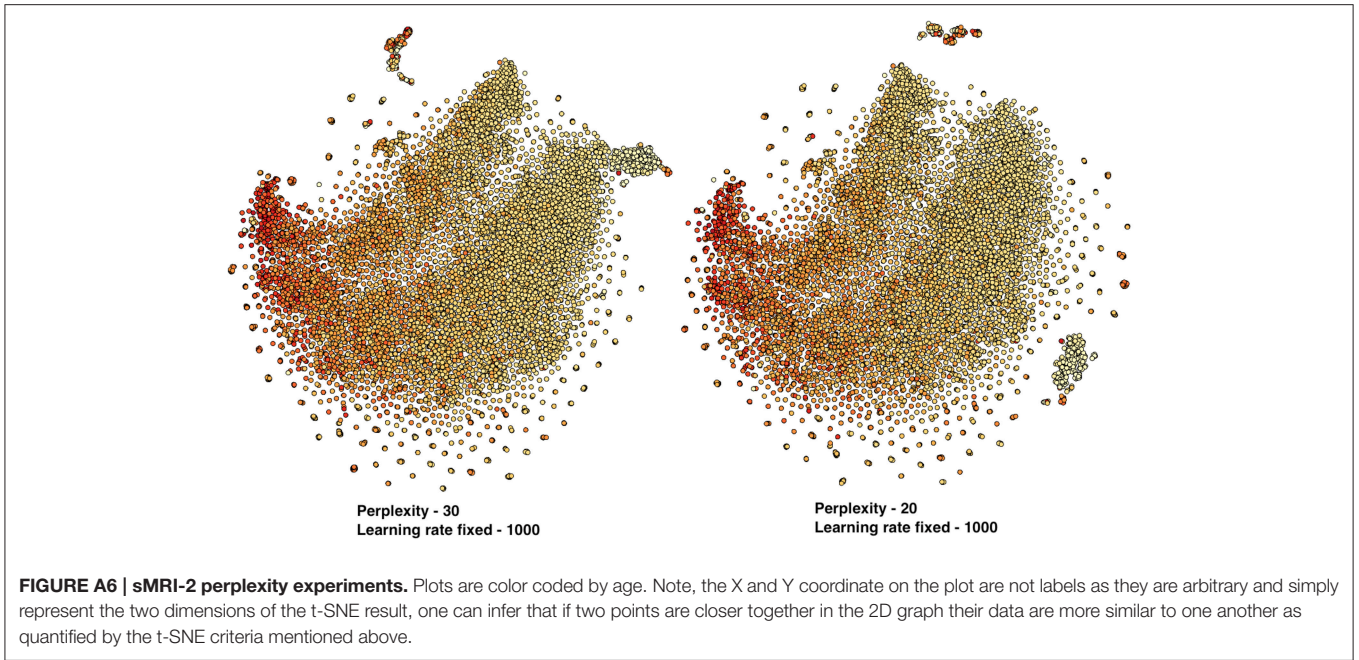 Perplexity - 30
Learning rate fixed - 1000
Perplexity - 20
Learning rate fixed - 1000
FIGURE A6 | sMRI-2 perplexity experiments. Plots are color coded by age. Note, the X and Y coordinate on the plot are not labels as they are arbitrary and simply
represent the two dimensions of the t-SNE result, one can infer that if two points are closer together in the 2D graph their data are more similar to one another as
quantified by the t-SNE criteria mentioned above.